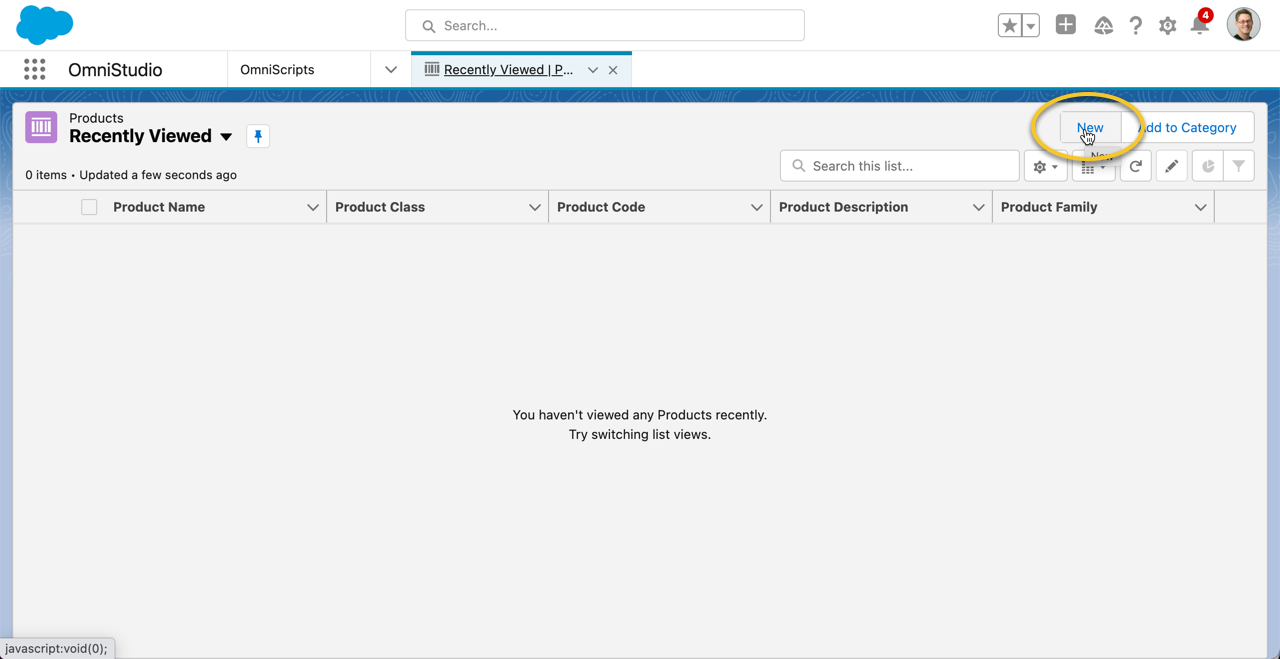 Search...
4
OmniStudio
OmniScripts
Recently Viewed | P...
Products
Recently Viewed
New
Add to Category
New
0 items • Updated a few seconds ago
Search this list...
Product Name
Product Class
Product Code
Product Description
Product Family
You haven't viewed any Products recently.
Try switching list views.
javascript:void(0);